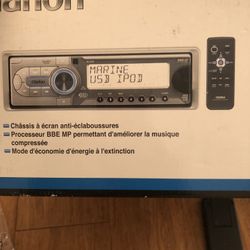 larion
MARINE
USB IPOD
- Châssis à écran anti-éclaboussures
- Processeur BBE MP permettant d'améliorer la musique
compressée
- Mode d'économie d'énergie à l'extinction